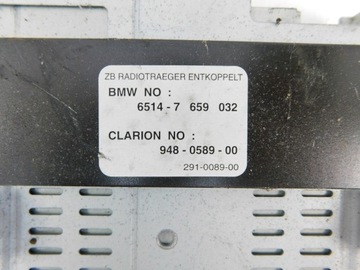 ZB RADIOTRAEGER ENTKOPPELT
BMW NO :
6514 - 7 659 032
CLARION NO :
948 - 0589 - 00
291-0089-00